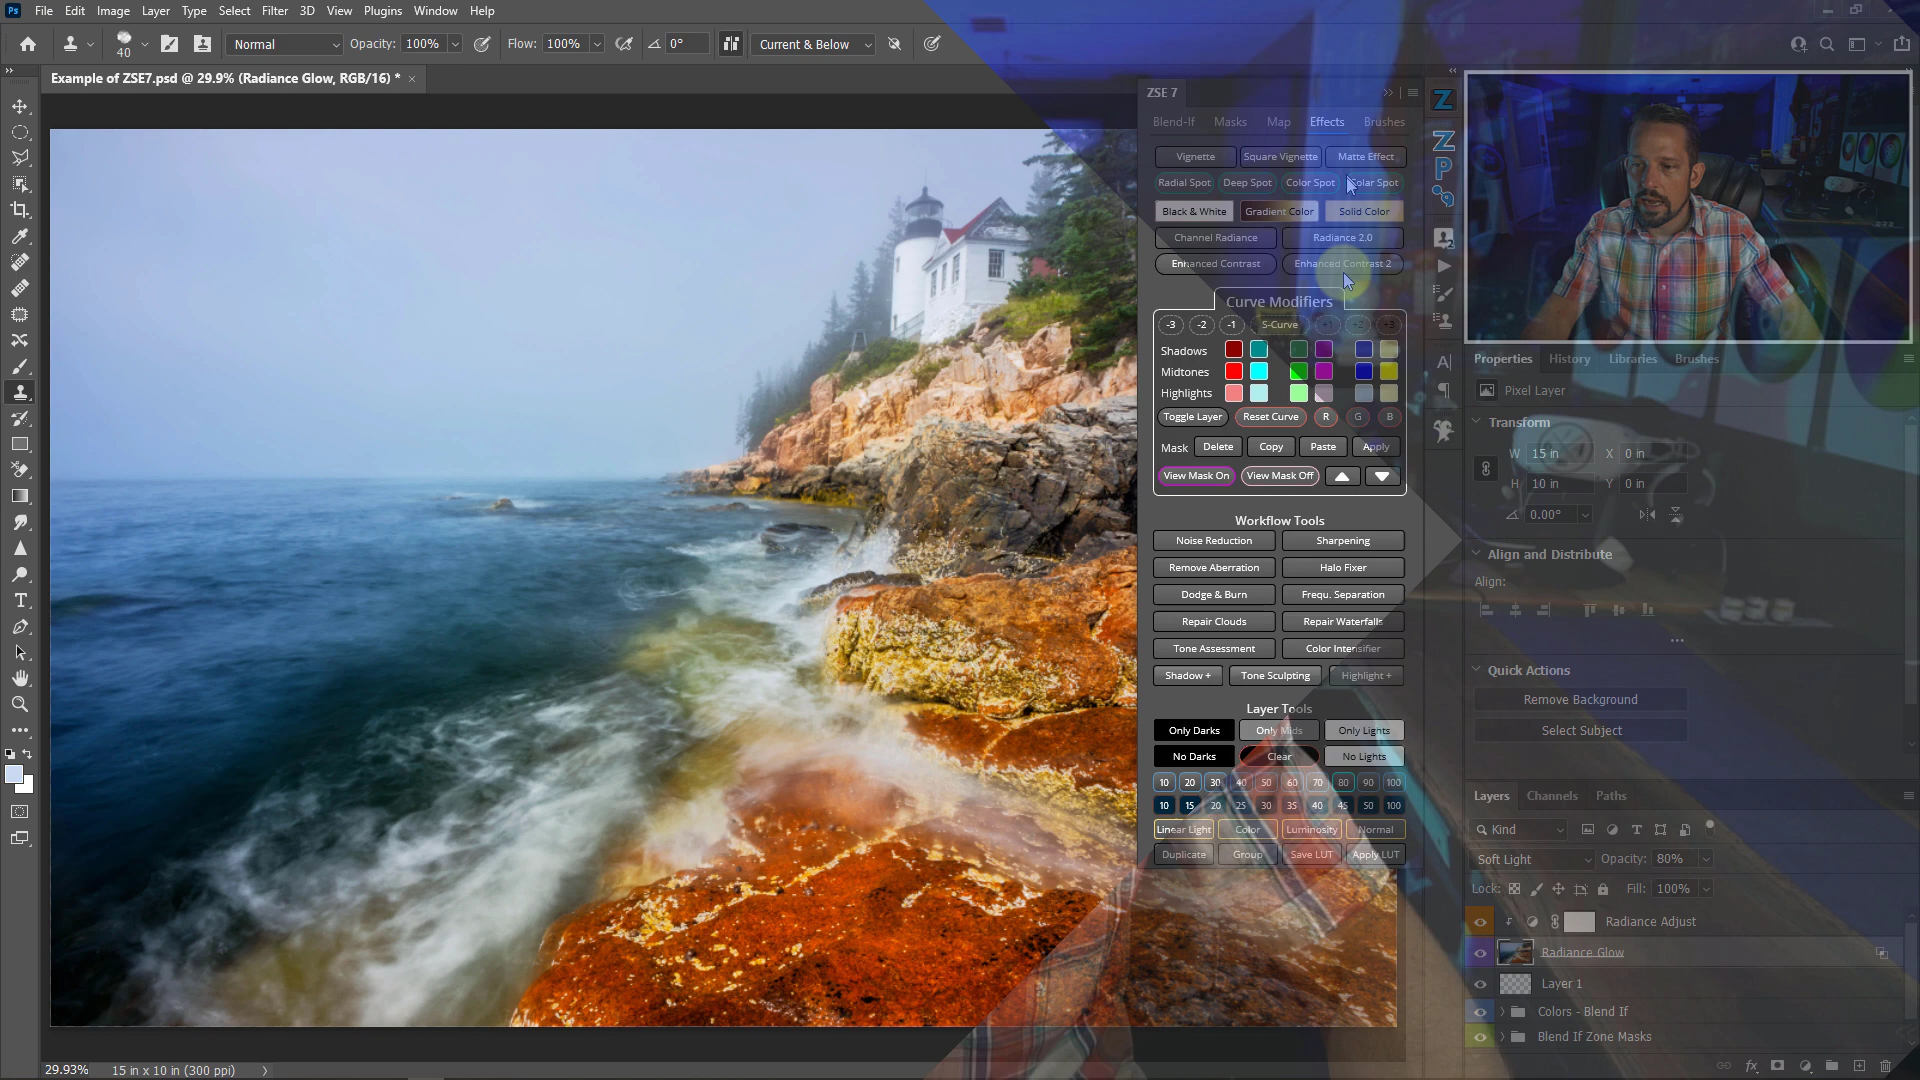 Ps File Edit Image Layer Type Select Filter 3D View Plugins Window Help
40 Normal Opacity: 100% Flow: 100% 0° Current & Below
Example of ZSE7.psd @ 29.9% (Radiance Glow, RGB/16) * ×
ZSE 7
Blend-If Masks Map Effects Brushes
Vignette Square Vignette Matte Effect
Radial Spot Deep Spot Color Spot Solar Spot
Black & White Gradient Color Solid Color
Channel Radiance Radiance 2.0
Enhanced Contrast Enhanced Contrast 2
Curve Modifiers
-3 -2 -1 S-Curve +1 +2 +3
Shadows
Midtones
Highlights
Toggle Layer Reset Curve R G B
Mask Delete Copy Paste Apply
View Mask On View Mask Off
Workflow Tools
Noise Reduction Sharpening
Remove Aberration Halo Fixer
Dodge & Burn Frequ. Separation
Repair Clouds Repair Waterfalls
Tone Assessment Color Intensifier
Shadow + Tone Sculpting Highlight +
Layer Tools
Only Darks Only Mids Only Lights
No Darks Clear No Lights
10 20 30 40 50 60 70 80 90 100
10 15 20 25 30 35 40 45 50 100
Linear Light Color Luminosity Normal
Duplicate Group Save LUT Apply LUT
Z
Z
P
Properties History Libraries Brushes
Pixel Layer
Transform
W 15 in X 0 in
H 10 in Y 0 in
0.00°
Align and Distribute
Align:
Quick Actions
Remove Background
Select Subject
Layers Channels Paths
Kind
Soft Light Opacity: 80%
Lock: Fill: 100%
Radiance Adjust
Radiance Glow
Layer 1
Colors - Blend If
Blend If Zone Masks
fx
29.93% 15 in x 10 in (300 ppi)